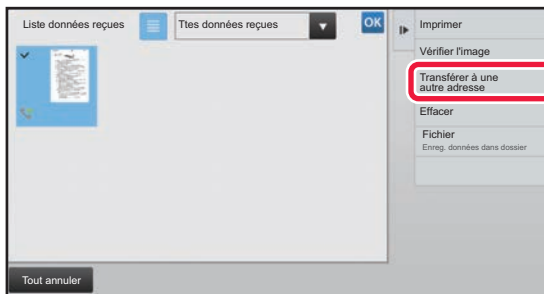 Liste données reçues
Ttes données reçues
OK
Imprimer
Vérifier l'image
Transférer à une
autre adresse
Effacer
Fichier
Enreg. données dans dossier
Tout annuler